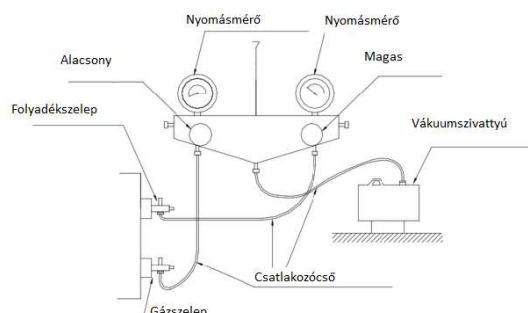 Nyomásmérő
Nyomásmérő
Alacsony
Magas
Folyadékszelep
Vákuumszivattyú
Csatlakozócső
Gázszelep